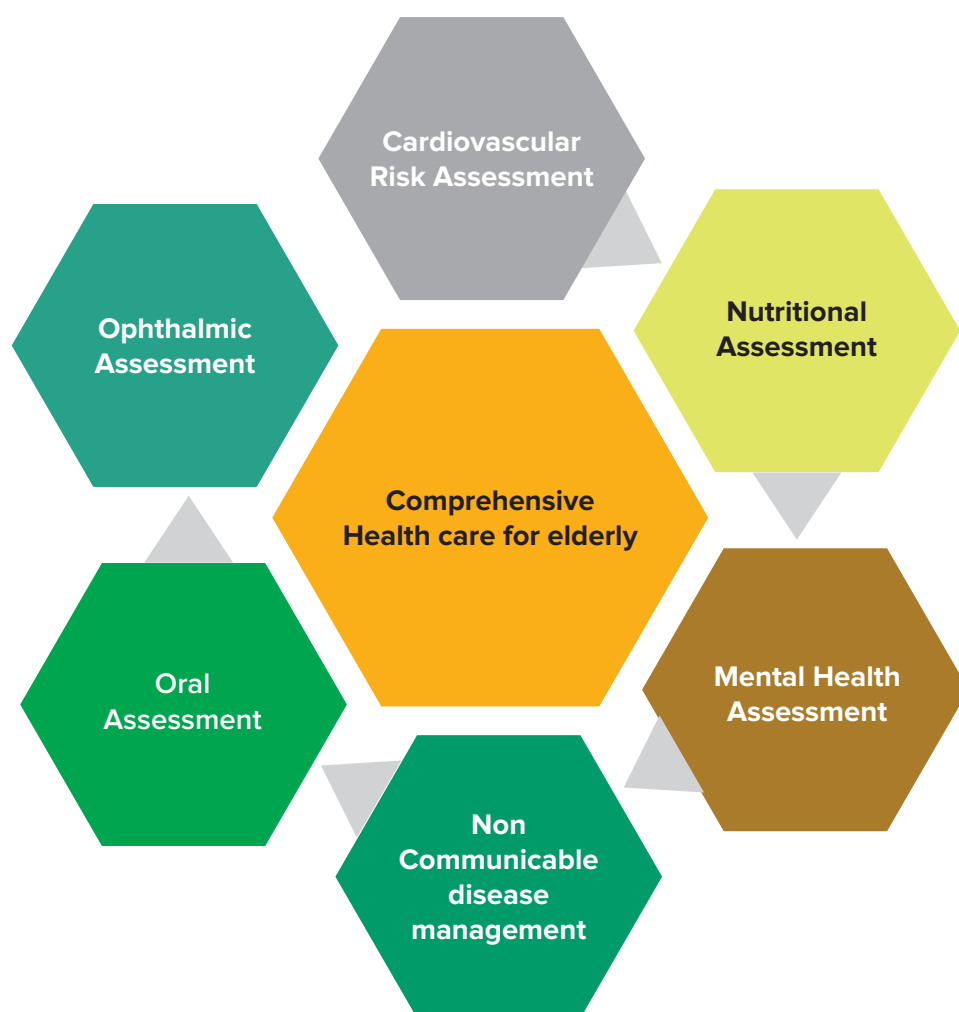 Cardiovascular
Risk Assessment
Nutritional
Assessment
Ophthalmic
Assessment
Comprehensive
Health care for elderly
Mental Health
Assessment
Oral
Assessment
Non
Communicable
disease
management